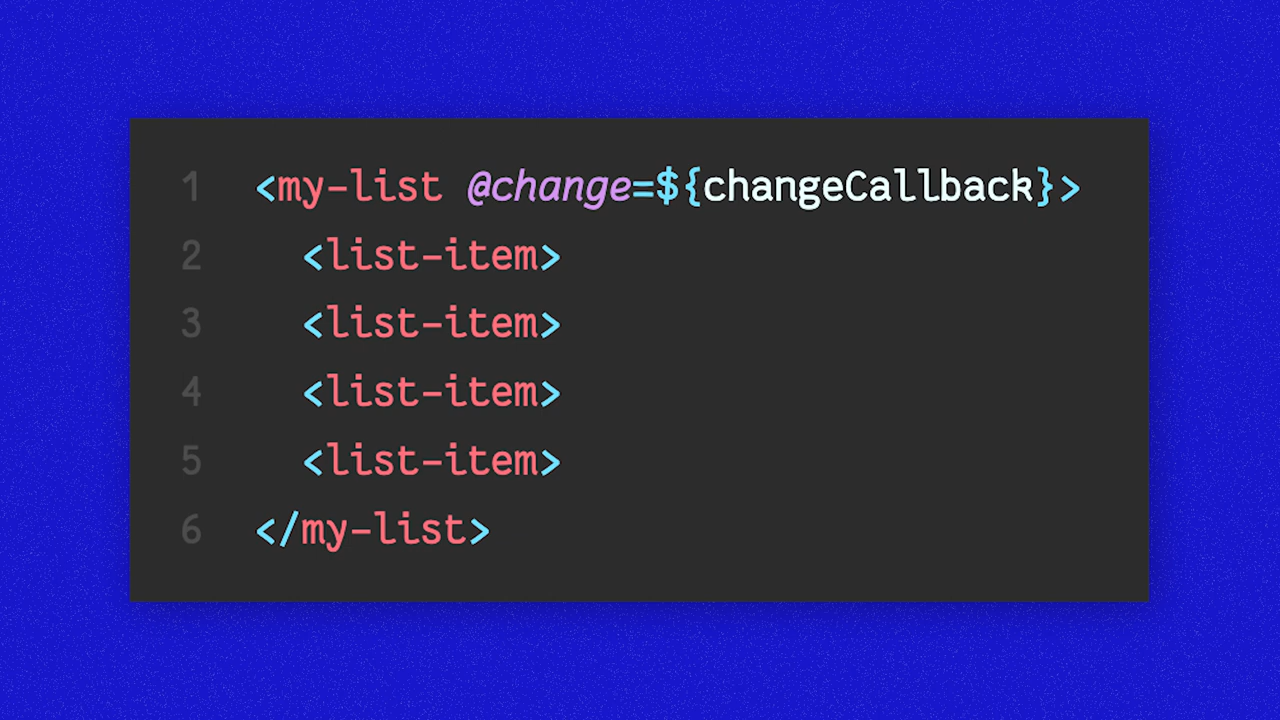 1 <my-list @change=${changeCallback}>
2 <list-item>
3 <list-item>
4 <list-item>
5 <list-item>
6 </my-list>